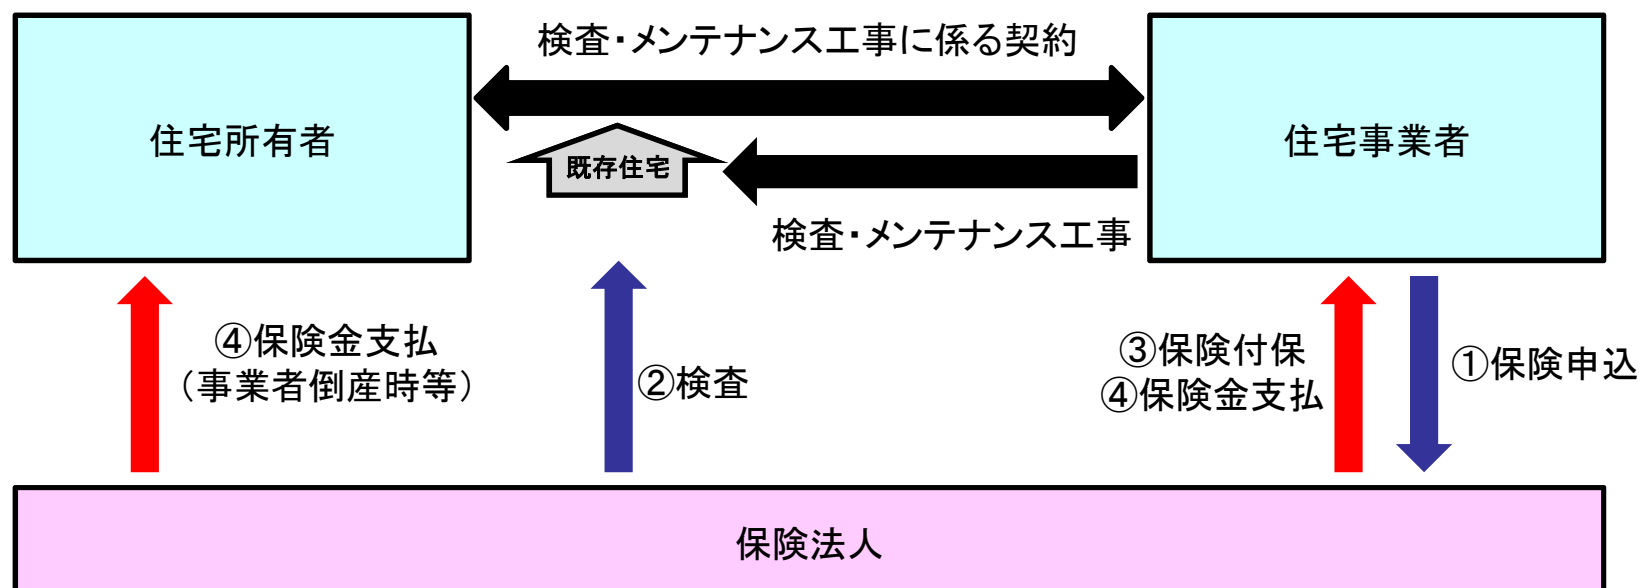 検査・メンテナンス工事に係る契約
住宅所有者
住宅事業者
既存住宅
検査・メンテナンス工事
④保険金支払
（事業者倒産時等）
②検査
③保険付保
④保険金支払
①保険申込
保険法人